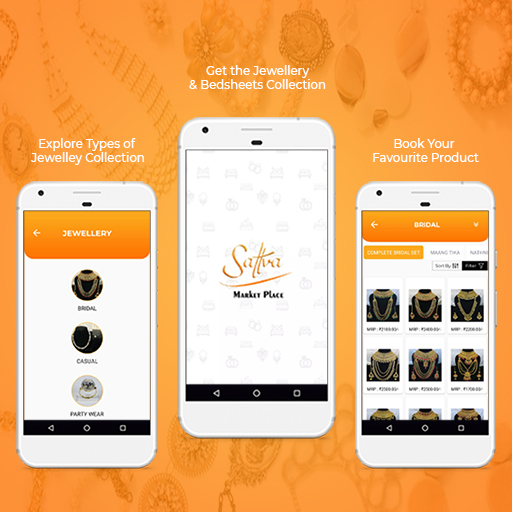 Get the Jewellery
& Bedsheets Collection
Explore Types of
Jewelley Collection
Book Your
Favourite Product
JEWELLERY
BRIDAL
CASUAL
PARTY WEAR
Sattva
MARKET PLACE
BRIDAL
COMPLETE BRIDAL SET
MAANG TIKA
Sort By
Filter